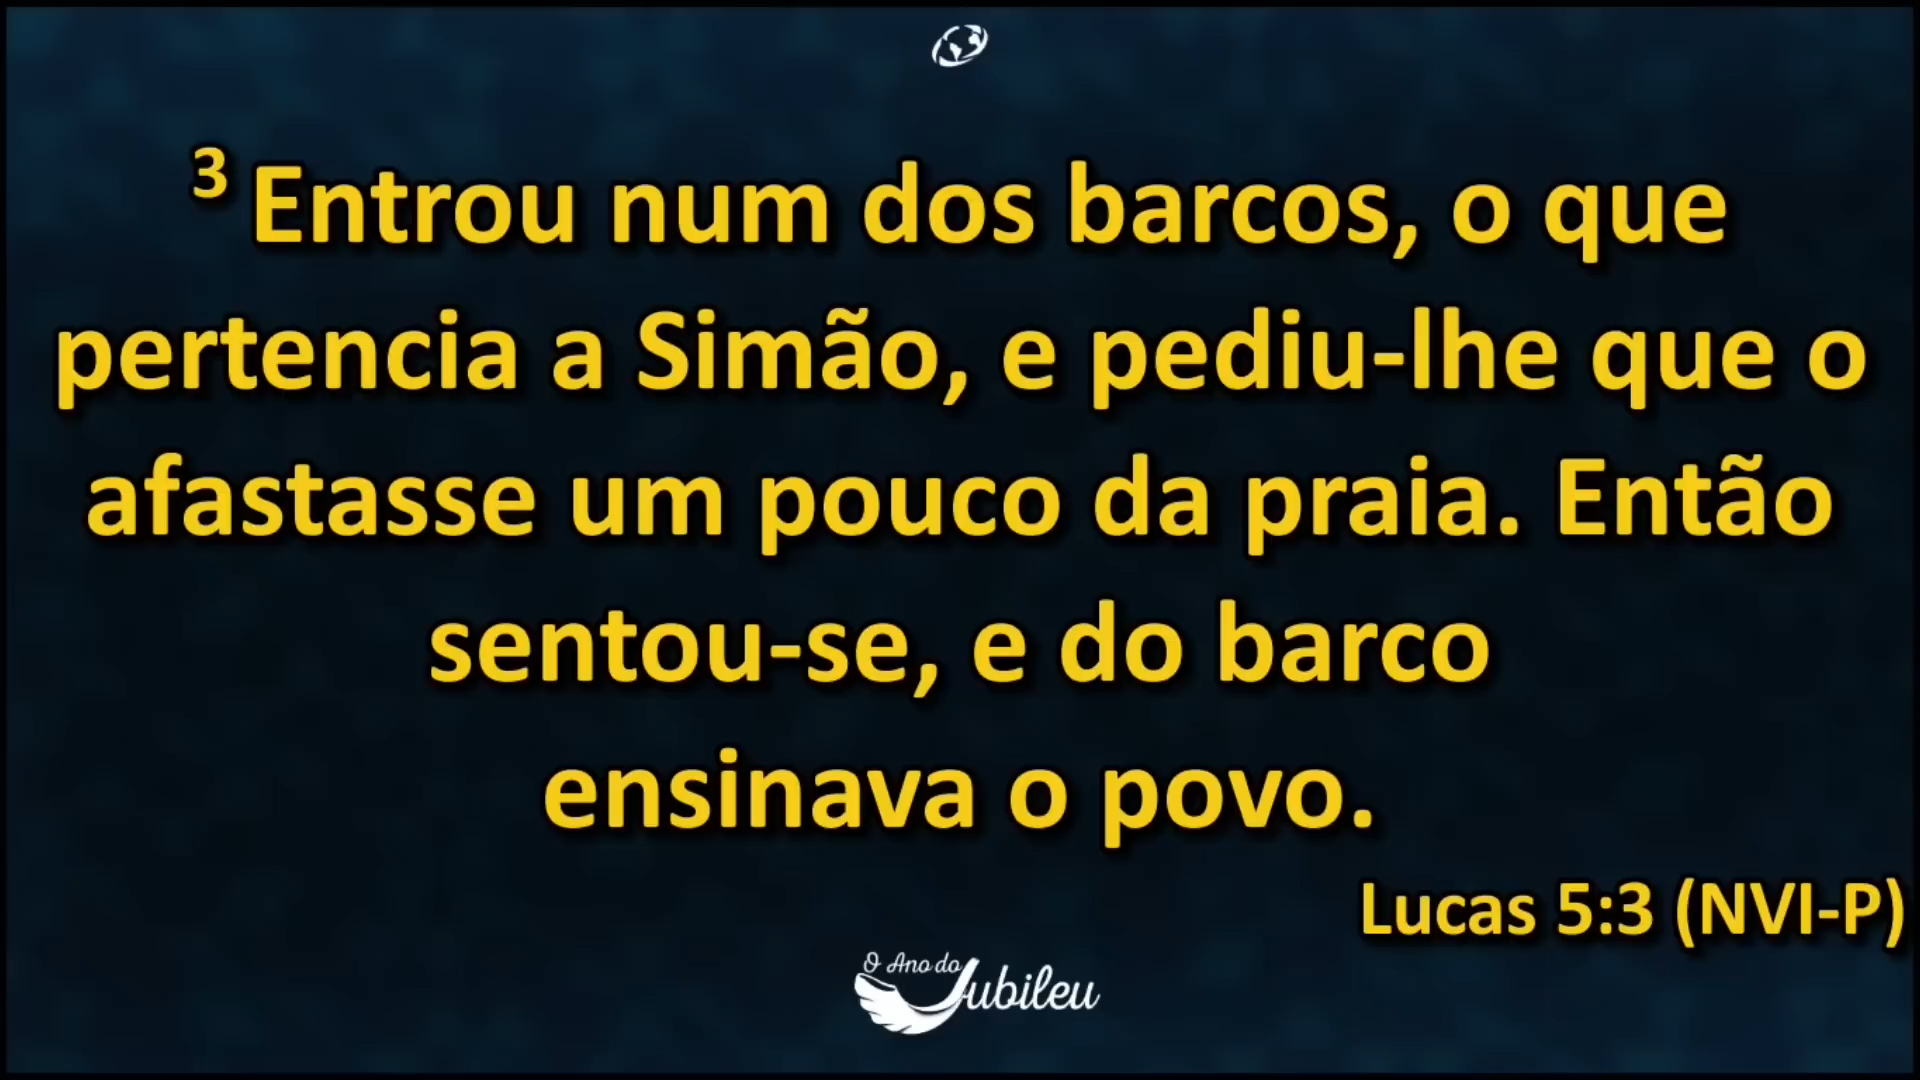 3 Entrou num dos barcos, o que
pertencia a Simão, e pediu-lhe que o
afastasse um pouco da praia. Então
sentou-se, e do barco
ensinava o povo.
Lucas 5:3 (NVI-P)
O Ano do
Jubileu